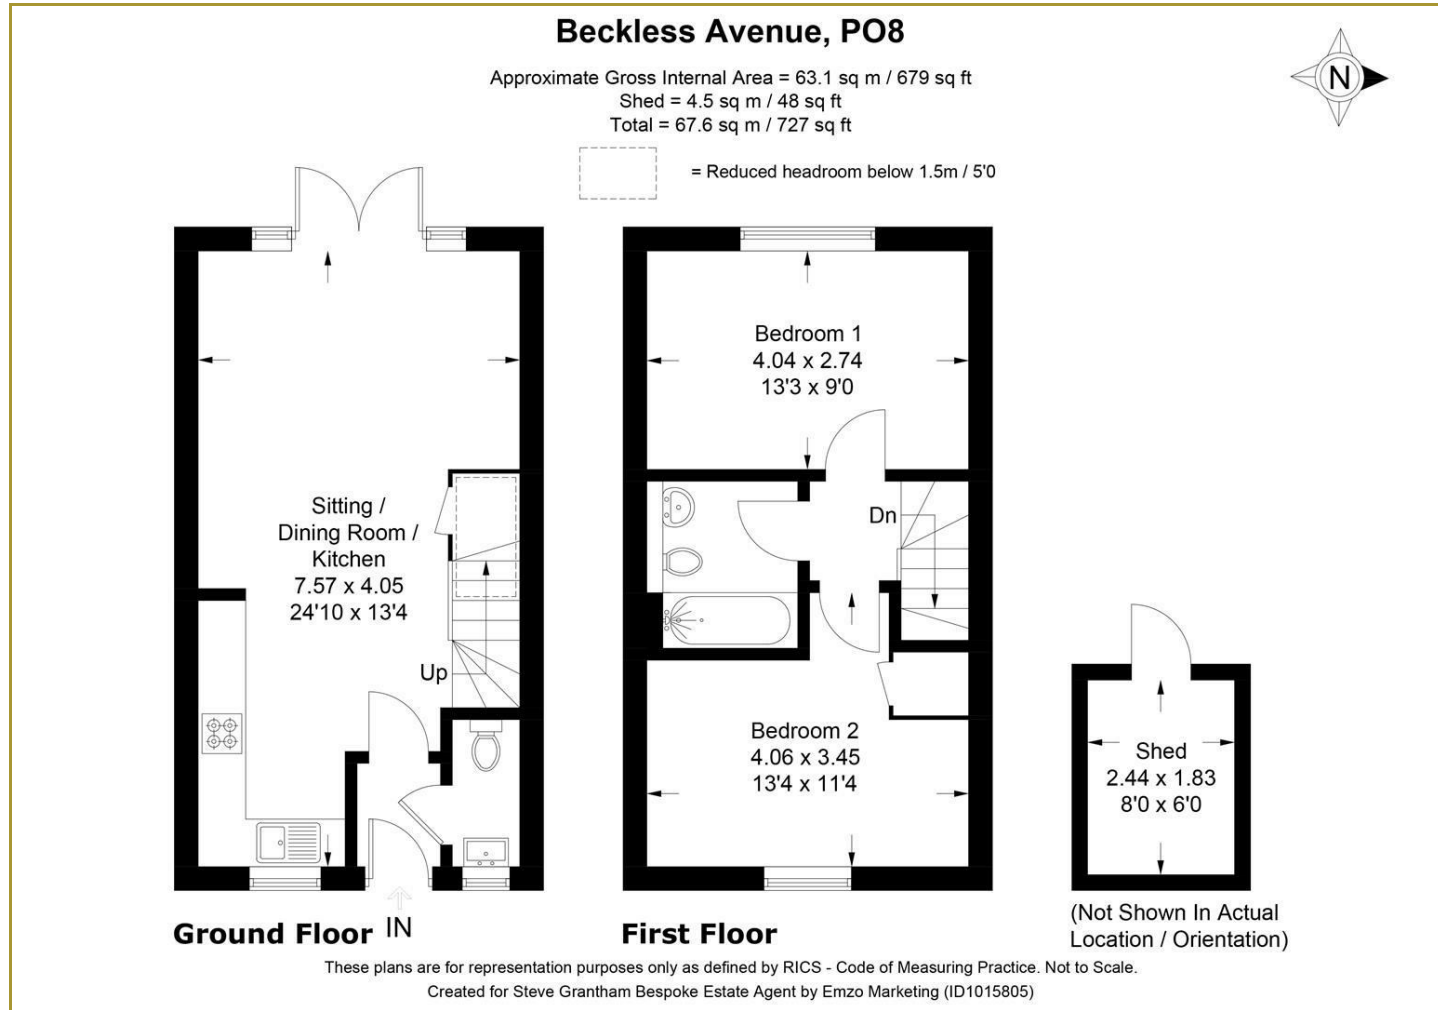 Beckless Avenue, PO8
Approximate Gross Internal Area = 63.1 sq m / 679 sq ft
Shed = 4.5 sq m / 48 sq ft
Total = 67.6 sq m / 727 sq ft
= Reduced headroom below 1.5m / 5'0
N
Sitting /
Dining Room /
Kitchen
7.57 x 4.05
24'10 x 13'4
Up
IN
Ground Floor
Bedroom 1
4.04 x 2.74
13'3 x 9'0
Dn
Bedroom 2
4.06 x 3.45
13'4 x 11'4
First Floor
Shed
2.44 x 1.83
8'0 x 6'0
(Not Shown In Actual
Location / Orientation)
These plans are for representation purposes only as defined by RICS - Code of Measuring Practice. Not to Scale.
Created for Steve Grantham Bespoke Estate Agent by Emzo Marketing (ID1015805)